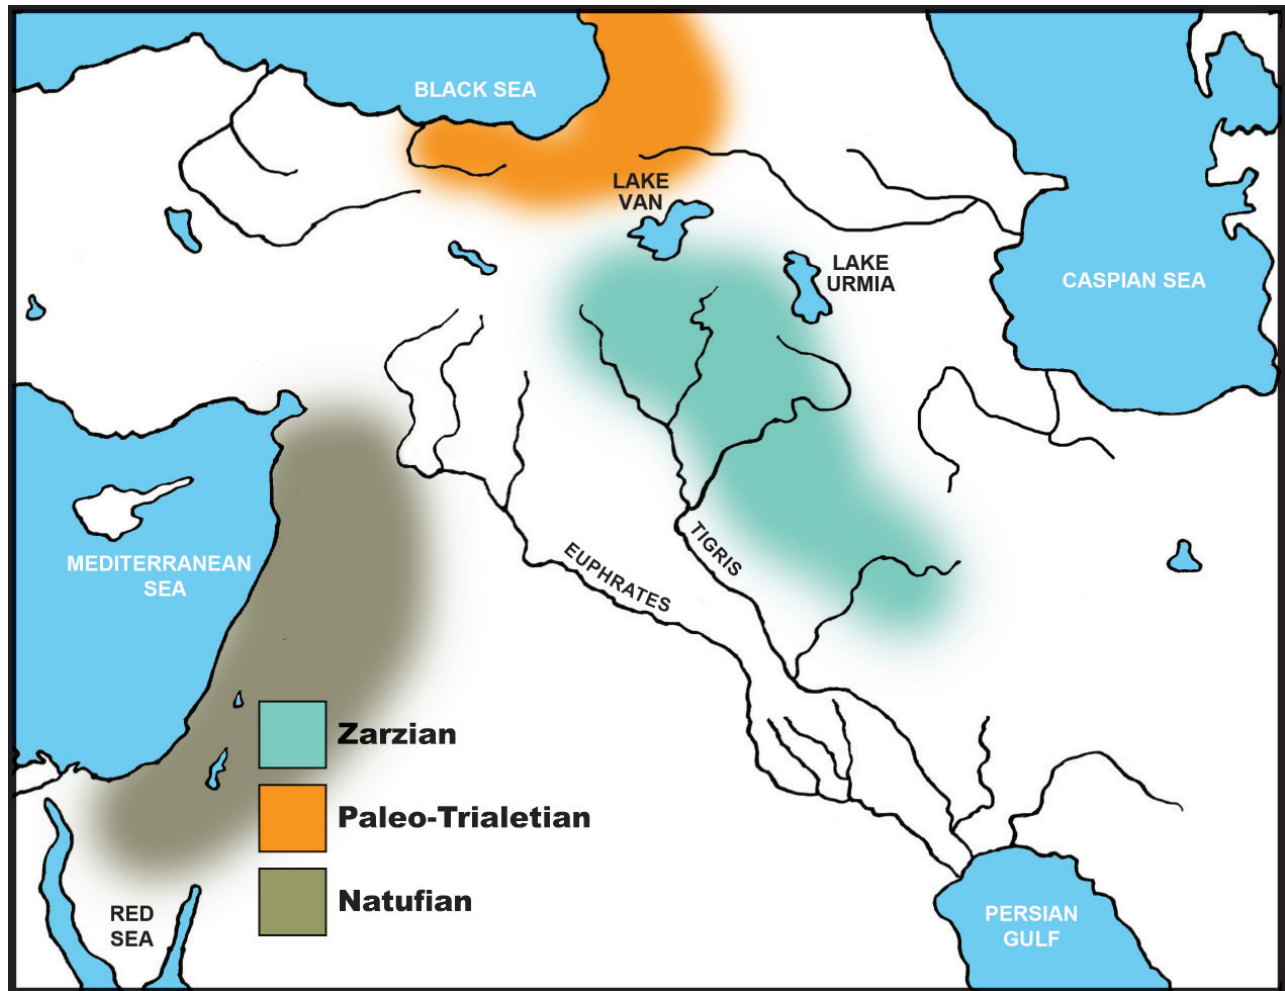 BLACK SEA
LAKE
VAN
LAKE
URMIA
CASPIAN SEA
MEDITERRANEAN
SEA
TIGRIS
EUPHRATES
Zarzian
Paleo-Trialetian
Natufian
RED
SEA
PERSIAN
GULF